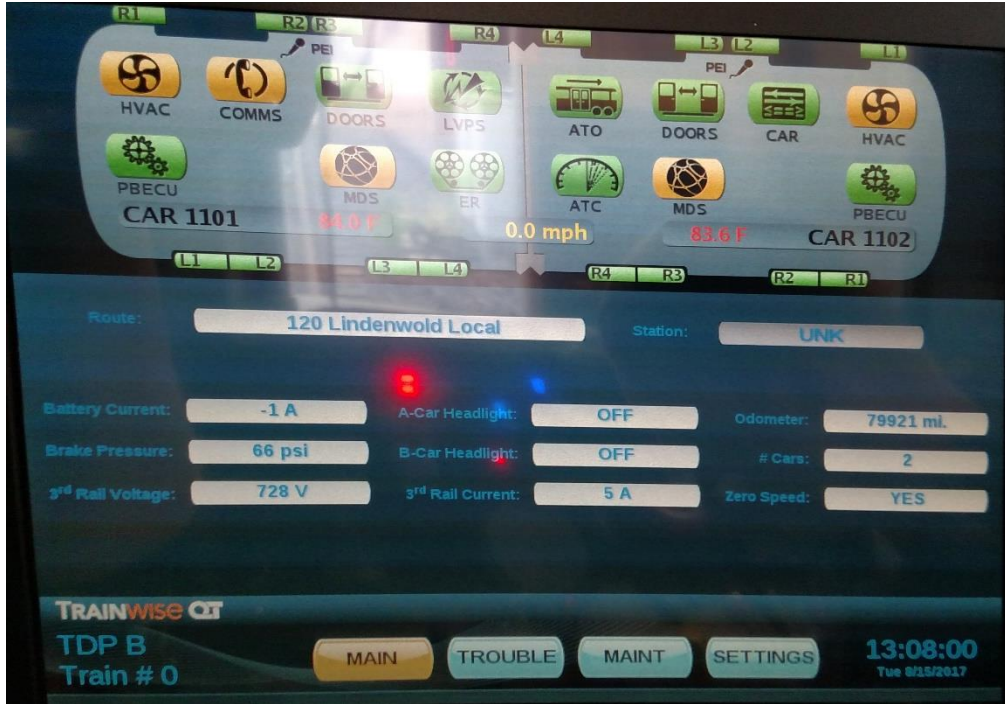 R1 R2 R3 R4 L4 L3 L2 L1
PEI PEI
HVAC COMMS DOORS LVPS ATO DOORS CAR HVAC
PBECU MDS ER ATC MDS PBECU
CAR 1101 84.0 F 0.0 mph 83.6 F CAR 1102
L1 L2 L3 L4 R4 R3 R2 R1
Route: 120 Lindenwold Local Station: UNK
Battery Current: -1 A A-Car Headlight: OFF Odometer: 79921 mi.
Brake Pressure: 66 psi B-Car Headlight: OFF # Cars: 2
3rd Rail Voltage: 728 V 3rd Rail Current: 5 A Zero Speed: YES
TRAINWISE QT
TDP B
Train # 0
MAIN TROUBLE MAINT SETTINGS
13:08:00
Tue 8/15/2017